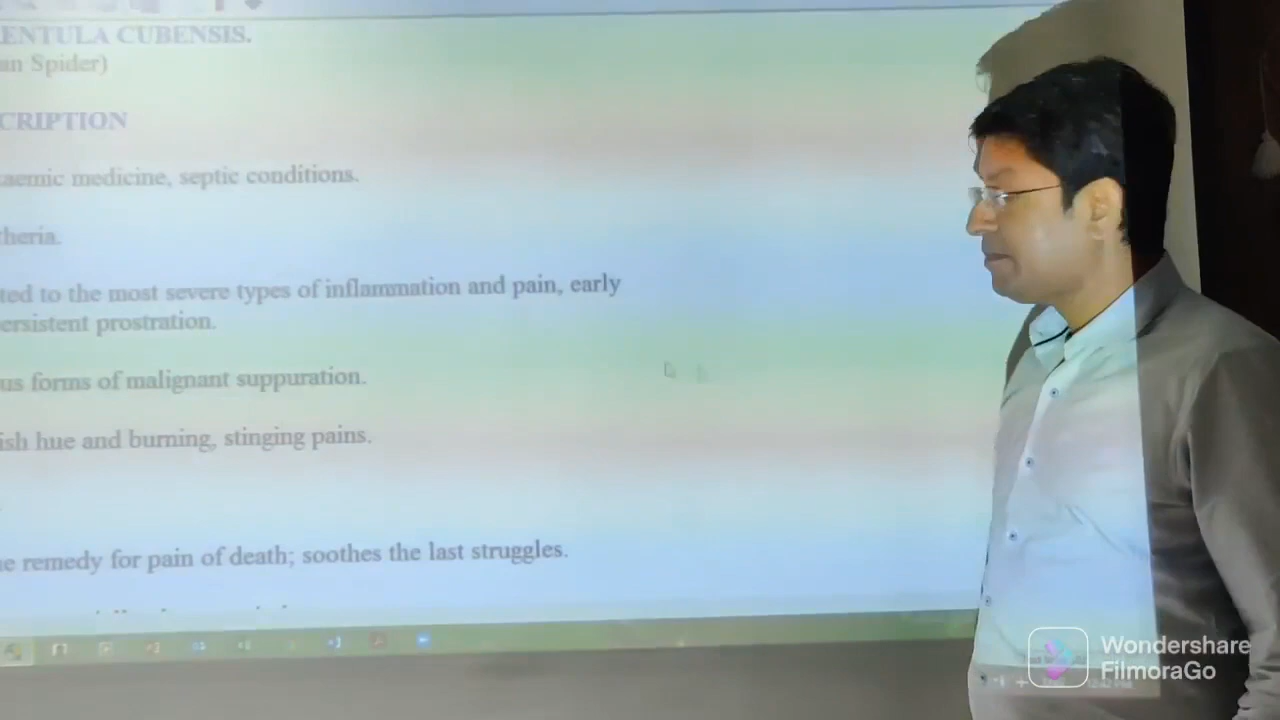 ENTULA CUBENSIS.
an Spider)
CRIPTION
aemic medicine, septic conditions.
theria.
ted to the most severe types of inflammation and pain, early
ersistent prostration.
us forms of malignant suppuration.
ish hue and burning, stinging pains.
e remedy for pain of death; soothes the last struggles.
Wondershare
FilmoraGo